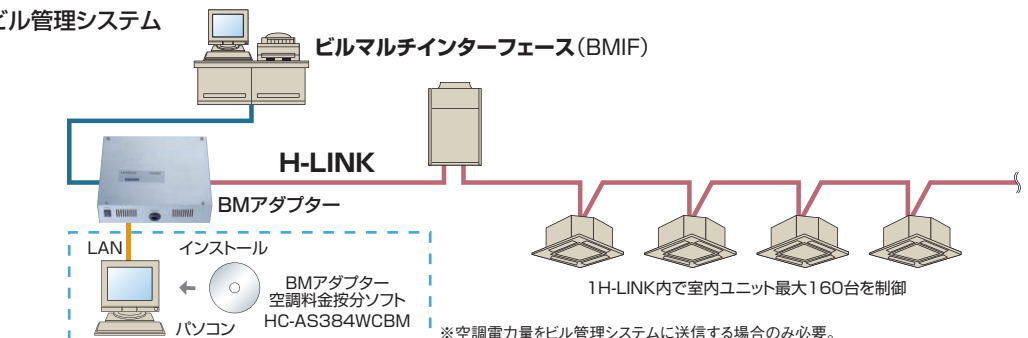 ビル管理システム
ビルマルチインターフェース(BMIF)
H-LINK
BMアダプター
LAN
インストール
BMアダプター
空調料金按分ソフト
HC-AS384WCBM
パソコン
1H-LINK内で室内ユニット最大160台を制御
※空調電力量をビル管理システムに送信する場合のみ必要。